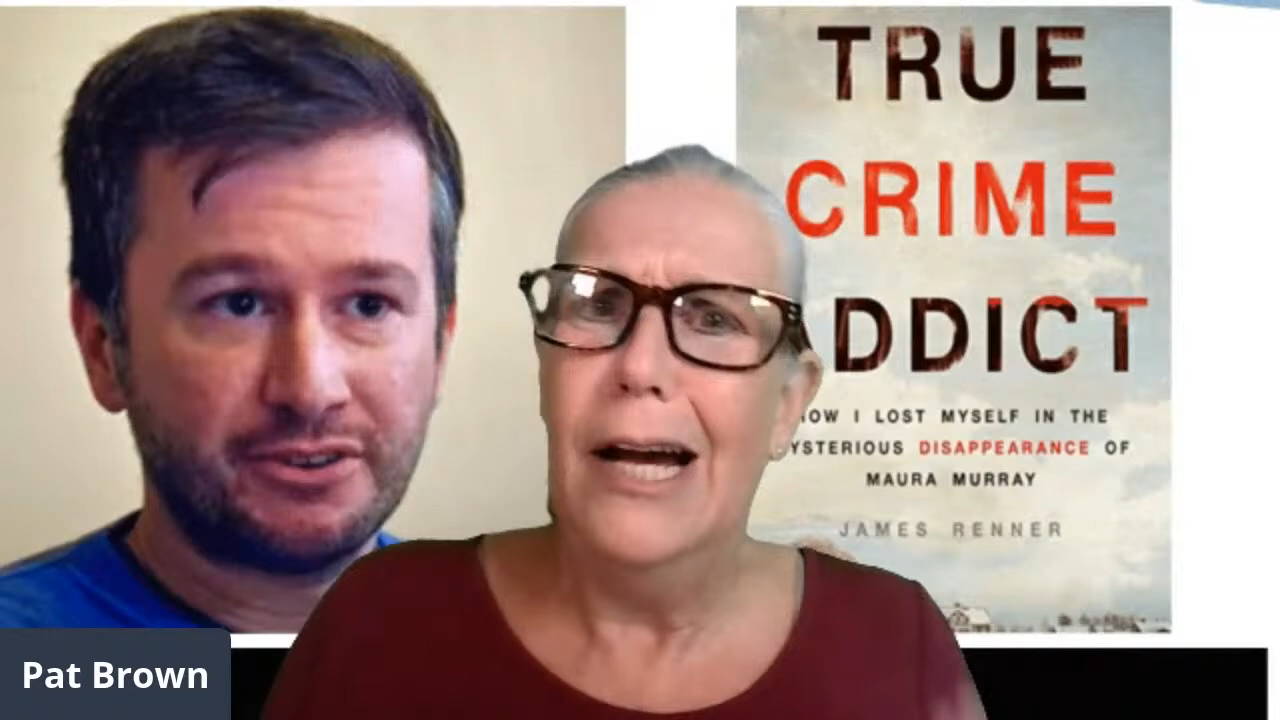 TRUE
CRIME
DDICT
OW I LOST MYSELF IN THE
YSTERIOUS DISAPPEARANCE OF
MAURA MURRAY
JAMES RENNER
Pat Brown